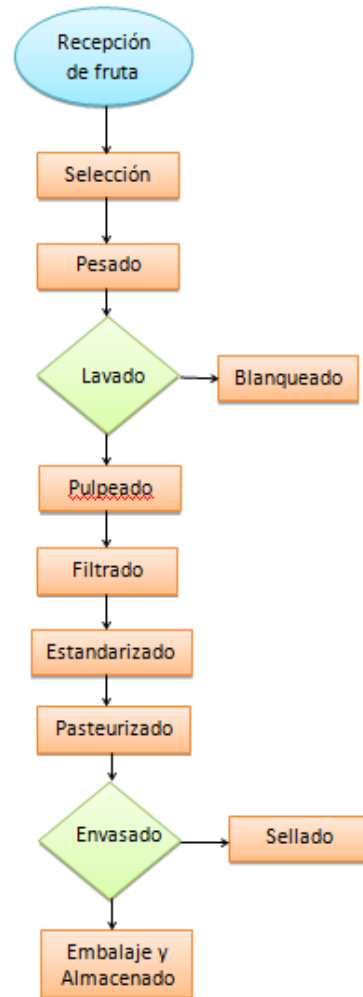 Recepción
de fruta
Selección
Pesado
Lavado
Blanqueado
Pulpeado
Filtrado
Estandarizado
Pasteurizado
Envasado
Sellado
Embalaje y
Almacenado